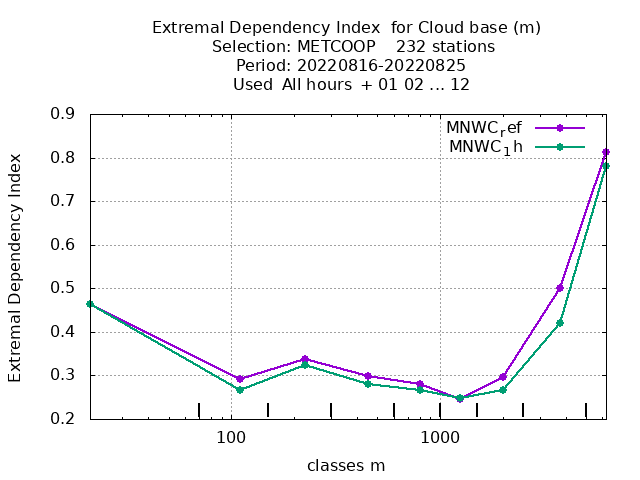 Extremal Dependency Index  for Cloud base (m)
Selection: METCOOP    232 stations
Period: 20220816-20220825
Used  All hours  + 01 02 ... 12
0.9
0.8
0.7
0.6
0.5
0.4
0.3
0.2
Extremal Dependency Index
MNWCref
MNWC1h
100
1000
classes m